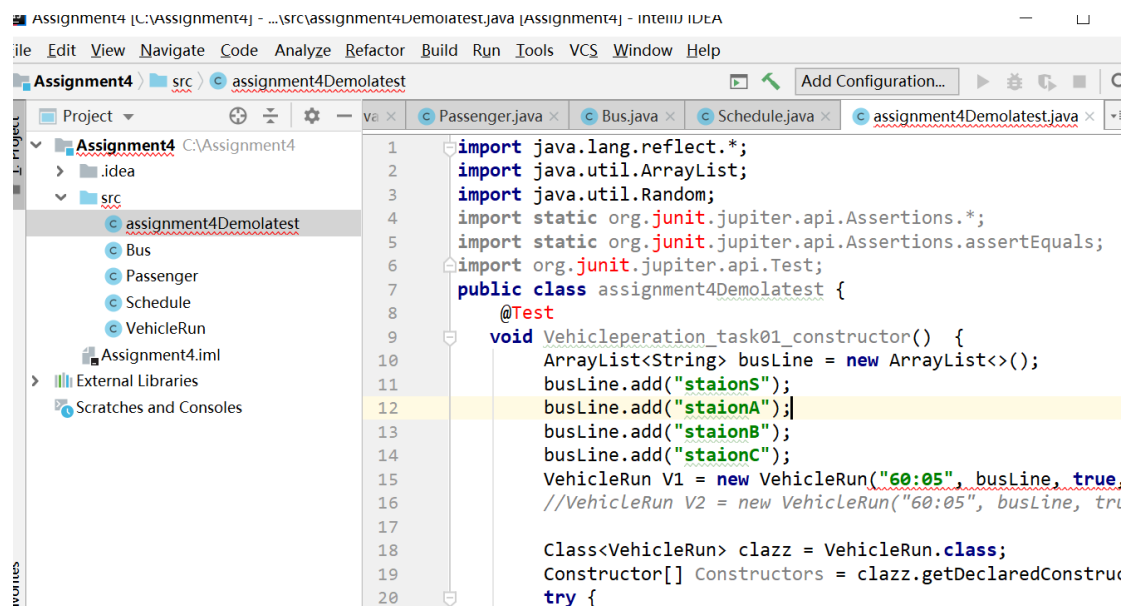 Assignment4 [C:\Assignment4] - ...\src\assignment4Demolatest.java [Assignment4] - IntelliJ IDEA
File Edit View Navigate Code Analyze Refactor Build Run Tools VCS Window Help
Assignment4 src assignment4Demolatest Add Configuration...
Project va Passenger.java Bus.java Schedule.java assignment4Demolatest.java
Assignment4 C:\Assignment4
.idea
src
assignment4Demolatest
Bus
Passenger
Schedule
VehicleRun
Assignment4.iml
External Libraries
Scratches and Consoles
1 import java.lang.reflect.*;
2 import java.util.ArrayList;
3 import java.util.Random;
4 import static org.junit.jupiter.api.Assertions.*;
5 import static org.junit.jupiter.api.Assertions.assertEquals;
6 import org.junit.jupiter.api.Test;
7 public class assignment4Demolatest {
8 @Test
9 void Vehicleperation_task01_constructor() {
10 ArrayList<String> busLine = new ArrayList<>();
11 busLine.add("staionS");
12 busLine.add("staionA");
13 busLine.add("staionB");
14 busLine.add("staionC");
15 VehicleRun V1 = new VehicleRun("60:05", busLine, true,
16 //VehicleRun V2 = new VehicleRun("60:05", busLine, tru
17
18 Class<VehicleRun> clazz = VehicleRun.class;
19 Constructor[] Constructors = clazz.getDeclaredConstruc
20 try {